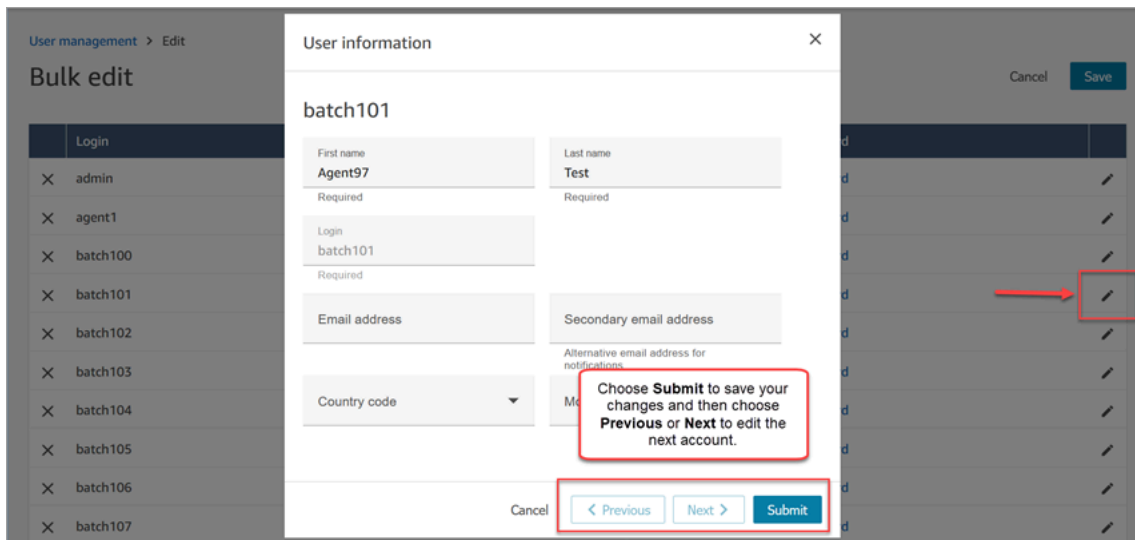 User management > Edit
Bulk edit
Cancel
Save
Login
d
admin
d
agent1
d
batch100
d
batch101
d
batch102
d
batch103
d
batch104
d
batch105
d
batch106
d
batch107
d
User information
batch101
First name
Last name
Agent97
Test
Required
Required
Login
batch101
Required
Email address
Secondary email address
Alternative email address for
notifications.
Country code
Choose Submit to save your
changes and then choose
Previous or Next to edit the
next account.
Cancel
< Previous
Next >
Submit